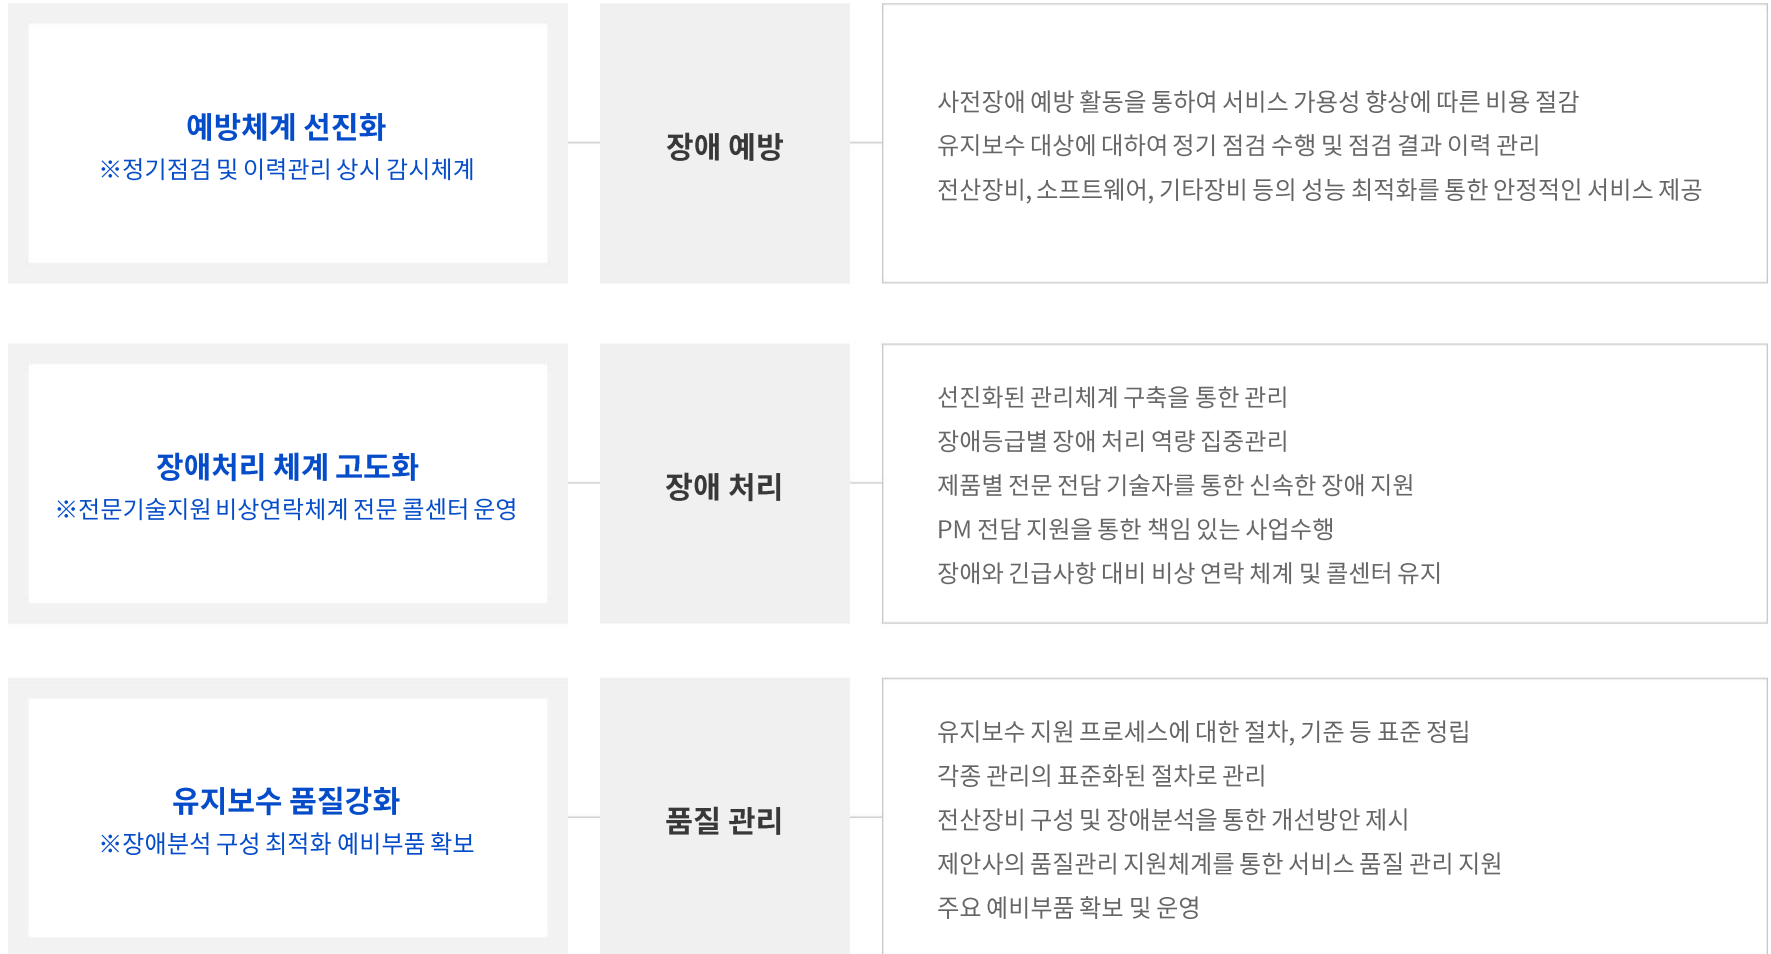 예방체계 선진화
※정기점검 및 이력관리 상시 감시체계
장애 예방
사전장애 예방 활동을 통하여 서비스 가용성 향상에 따른 비용 절감
유지보수 대상에 대하여 정기 점검 수행 및 점검 결과 이력 관리
전산장비, 소프트웨어, 기타장비 등의 성능 최적화를 통한 안정적인 서비스 제공
장애처리 체계 고도화
※전문기술지원 비상연락체계 전문 콜센터 운영
장애 처리
선진화된 관리체계 구축을 통한 관리
장애등급별 장애 처리 역량 집중관리
제품별 전문 전담 기술자를 통한 신속한 장애 지원
PM 전담 지원을 통한 책임 있는 사업수행
장애와 긴급사항 대비 비상 연락 체계 및 콜센터 유지
유지보수 품질강화
※장애분석 구성 최적화 예비부품 확보
품질 관리
유지보수 지원 프로세스에 대한 절차, 기준 등 표준 정립
각종 관리의 표준화된 절차로 관리
전산장비 구성 및 장애분석을 통한 개선방안 제시
제안사의 품질관리 지원체계를 통한 서비스 품질 관리 지원
주요 예비부품 확보 및 운영